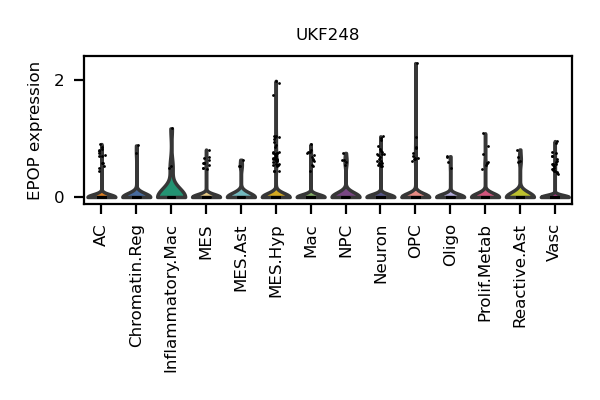 UKF248
EPOP expression
2
0
AC
Chromatin.Reg
Inflammatory.Mac
MES
MES.Ast
MES.Hyp
Mac
NPC
Neuron
OPC
Oligo
Prolif.Metab
Reactive.Ast
Vasc